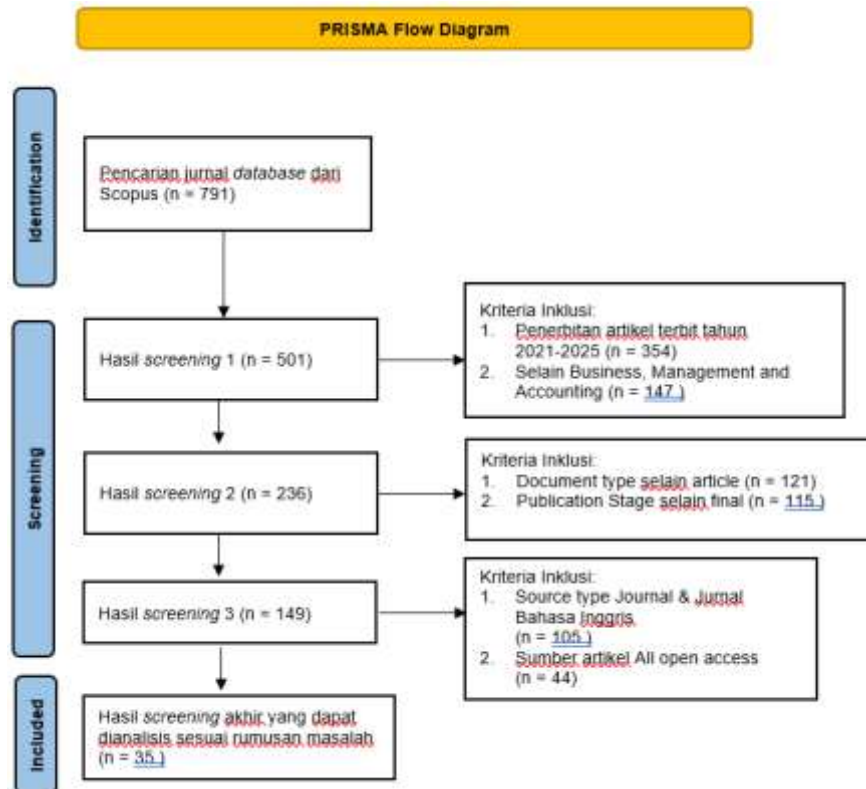 PRISMA Flow Diagram
Identification
Pencarian jurnal database dari
Scopus (n = 791)
Screening
Hasil screening 1 (n = 501)
Kriteria Inklusi:
1. Penerbitan artikel terbit tahun
2021-2025 (n = 354)
2. Selain Business, Management and
Accounting (n = 147 )
Hasil screening 2 (n = 236)
Kriteria Inklusi:
1. Document type selain article (n = 121)
2. Publication Stage selain final (n = 115 )
Hasil screening 3 (n = 149)
Kriteria Inklusi:
1. Source type Journal & Jurnal
Bahasa Inggris
(n = 105 )
2. Sumber artikel All open access
(n = 44)
Included
Hasil screening akhir yang dapat
dianalisis sesuai rumusan masalah
(n = 35 )